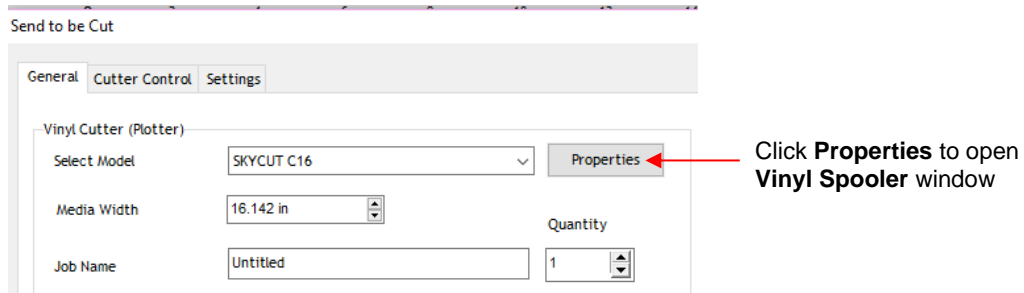 Send to be Cut
General Cutter Control Settings
Vinyl Cutter (Plotter)
Select Model SKYCUT C16 Properties
Click Properties to open
Vinyl Spooler window
Media Width 16.142 in
Quantity
Job Name Untitled 1